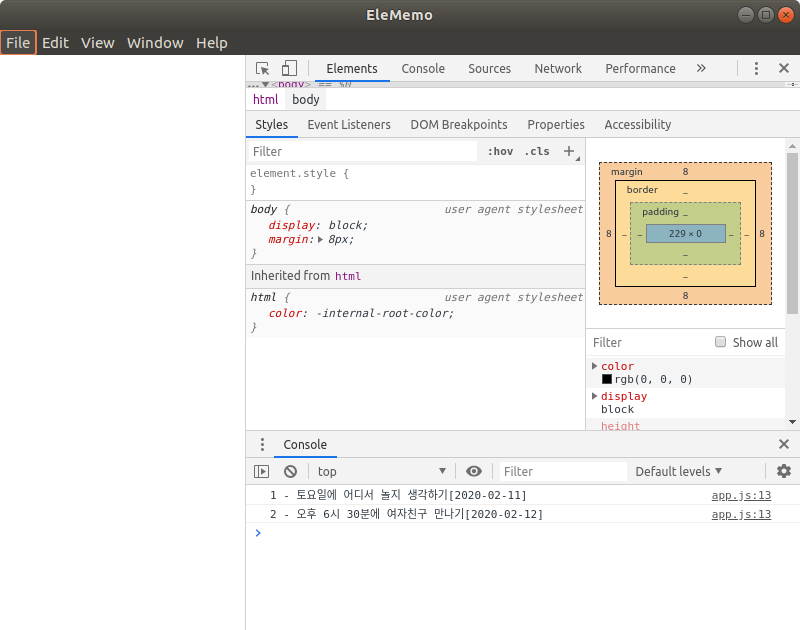 EleMemo
File Edit View Window Help
Elements Console Sources Network Performance »
... ▼<body> == $0
html body
Styles Event Listeners DOM Breakpoints Properties Accessibility
Filter :hov .cls +
element.style {
}
body { user agent stylesheet
display: block;
margin:▶8px;
}
Inherited from html
html { user agent stylesheet
color: -internal-root-color;
}
margin 8
border –
padding –
8 – – 229 × 0 – – 8
–
–
8
Filter Show all
color
rgb(0, 0, 0)
display
block
height
Console
top Filter Default levels
1 - 토요일에 어디서 놀지 생각하기[2020-02-11] app.js:13
2 - 오후 6시 30분에 여자친구 만나기[2020-02-12] app.js:13
>